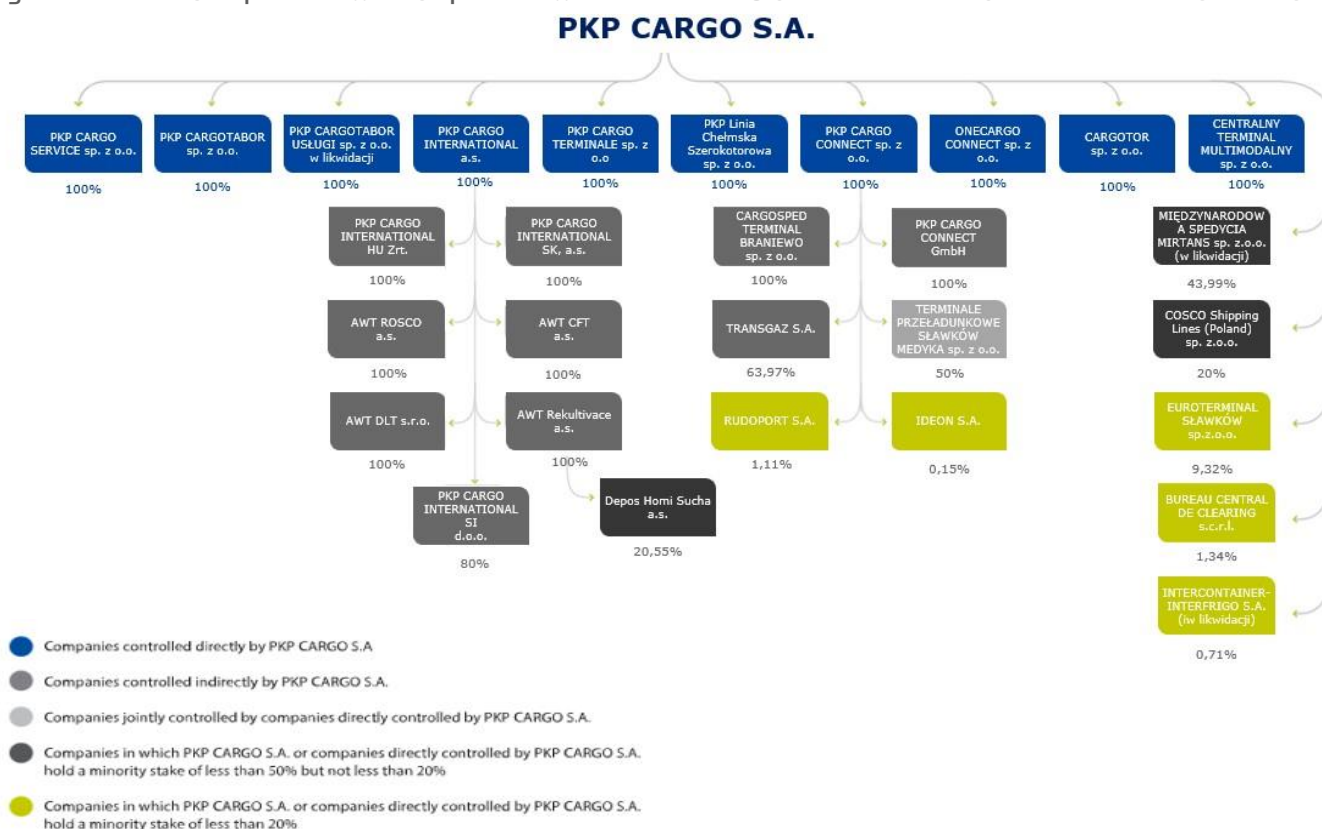 PKP CARGO S.A.
PKP CARGO
SERVICE sp. z o.o.
100%
PKP CARGOTABOR
sp. z o.o.
100%
PKP CARGOTABOR
USŁUGI sp. z o.o.
w likwidacji
100%
PKP CARGO
INTERNATIONAL
a.s.
100%
PKP CARGO
TERMINALE sp. z
o.o
100%
PKP Linia
Chełmska
Szerokotorowa
sp. z o.o.
100%
PKP CARGO
CONNECT sp. z
o.o.
100%
ONECARGO
CONNECT sp. z
o.o.
100%
CARGOTOR
sp. z o.o.
100%
CENTRALNY
TERMINAL
MULTIMODALNY
sp. z o.o.
100%
PKP CARGO
INTERNATIONAL
HU Zrt.
100%
PKP CARGO
INTERNATIONAL
SK, a.s.
100%
CARGOSPED
TERMINAL
BRANIEWO
sp. z o.o.
100%
PKP CARGO
CONNECT
GmbH
100%
MIĘDZYNARODOW
A SPEDYCJA
MIRTANS sp. z.o.o.
(w likwidacji)
43,99%
AWT ROSCO
a.s.
100%
AWT CFT
a.s.
100%
TRANSGAZ S.A.
63,97%
TERMINALE
PRZEŁADUNKOWE
SŁAWKÓW
MEDYKA sp. z o.o.
50%
COSCO Shipping
Lines (Poland)
sp. z.o.o.
20%
AWT DLT s.r.o.
100%
AWT Rekultivace
a.s.
100%
RUDOPORT S.A.
1,11%
IDEON S.A.
0,15%
EUROTERMINAL
SŁAWKÓW
sp.z.o.o.
9,32%
PKP CARGO
INTERNATIONAL
SI
d.o.o.
80%
Depos Horni Sucha
a.s.
20,55%
BUREAU CENTRAL
DE CLEARING
s.c.r.l.
1,34%
INTERCONTAINER-
INTERFRIGO S.A.
(iw likwidacji)
0,71%
Companies controlled directly by PKP CARGO S.A
Companies controlled indirectly by PKP CARGO S.A.
Companies jointly controlled by companies directly controlled by PKP CARGO S.A.
Companies in which PKP CARGO S.A. or companies directly controlled by PKP CARGO S.A.
hold a minority stake of less than 50% but not less than 20%
Companies in which PKP CARGO S.A. or companies directly controlled by PKP CARGO S.A.
hold a minority stake of less than 20%